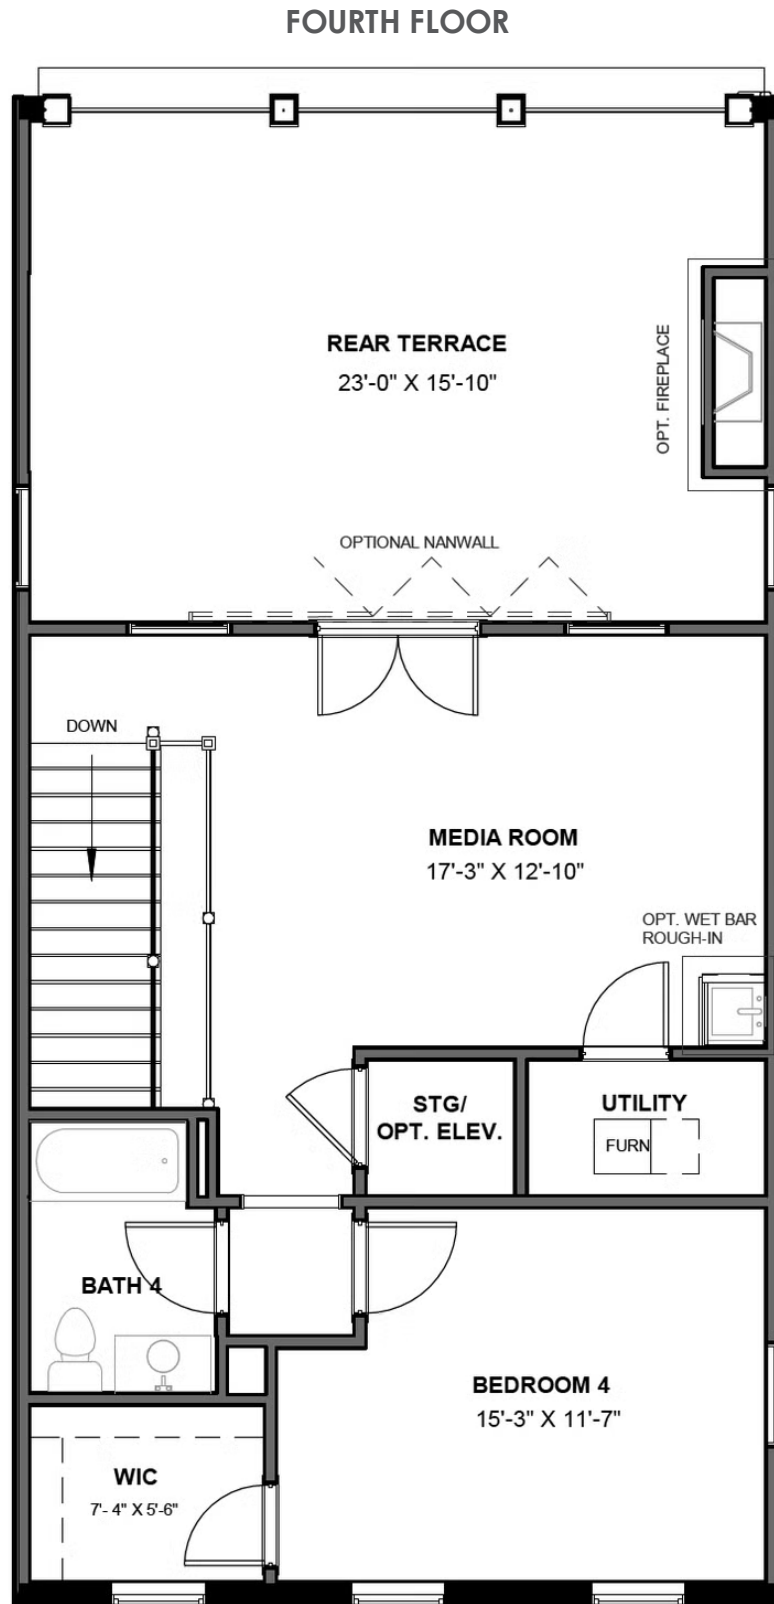 FOURTH FLOOR
REAR TERRACE
23'-0" X 15'-10"
OPT. FIREPLACE
OPTIONAL NANWALL
DOWN
MEDIA ROOM
17'-3" X 12'-10"
OPT. WET BAR
ROUGH-IN
STG/
OPT. ELEV.
UTILITY
FURN
BATH 4
BEDROOM 4
15'-3" X 11'-7"
WIC
7'- 4" X 5'-6"